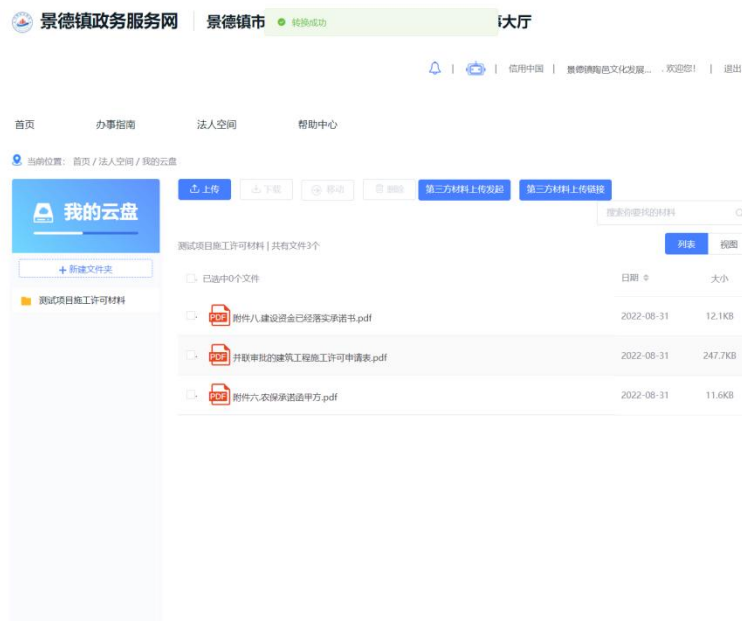 景德镇政务服务网 景德镇市 转换成功 事大厅
信用中国 | 景德镇陶邑文化发展... , 欢迎您! | 退出
首页 办事指南 法人空间 帮助中心
当前位置: 首页 / 法人空间 / 我的云盘
上传 下载 移动 删除 第三方材料上传发起 第三方材料上传链接
我的云盘
搜索你要找的材料
测试项目施工许可材料 | 共有文件3个
列表 视图
+ 新建文件夹
已选中0个文件 日期 大小
测试项目施工许可材料
PDF 附件八.建设资金已经落实承诺书.pdf 2022-08-31 12.1KB
PDF 并联审批的建筑工程施工许可申请表.pdf 2022-08-31 247.7KB
PDF 附件六.农保承诺函甲方.pdf 2022-08-31 11.6KB